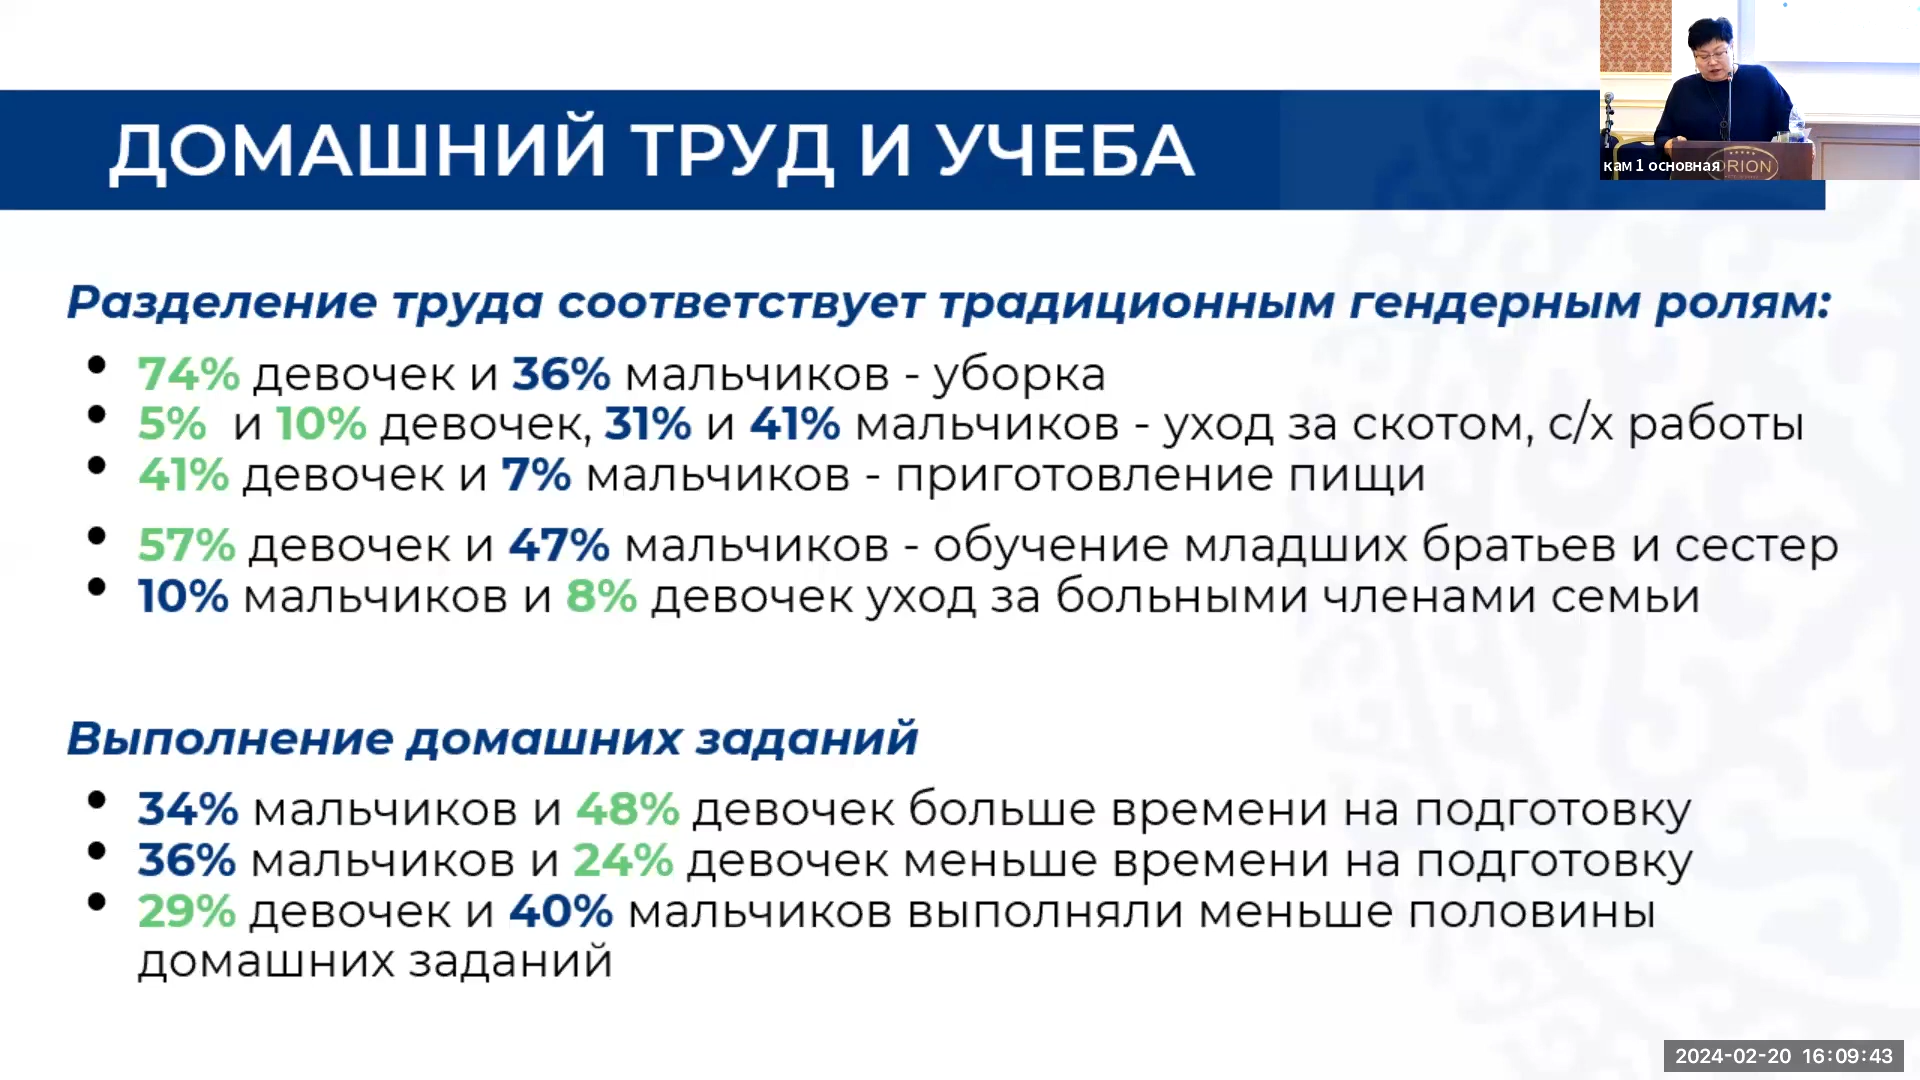 ДОМАШНИЙ ТРУД И УЧЕБА
кам 1 основная
ORION
Разделение труда соответствует традиционным гендерным ролям:
• 74% девочек и 36% мальчиков - уборка
• 5% и 10% девочек, 31% и 41% мальчиков - уход за скотом, с/х работы
• 41% девочек и 7% мальчиков - приготовление пищи
• 57% девочек и 47% мальчиков - обучение младших братьев и сестер
• 10% мальчиков и 8% девочек уход за больными членами семьи
Выполнение домашних заданий
• 34% мальчиков и 48% девочек больше времени на подготовку
• 36% мальчиков и 24% девочек меньше времени на подготовку
• 29% девочек и 40% мальчиков выполняли меньше половины
домашних заданий
2024-02-20 16:09:43